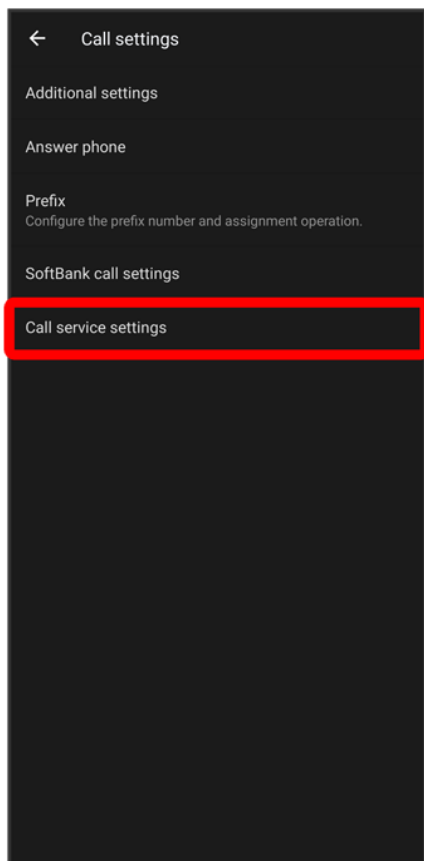 Call settings
Additional settings
Answer phone
Prefix
Configure the prefix number and assignment operation.
SoftBank call settings
Call service settings